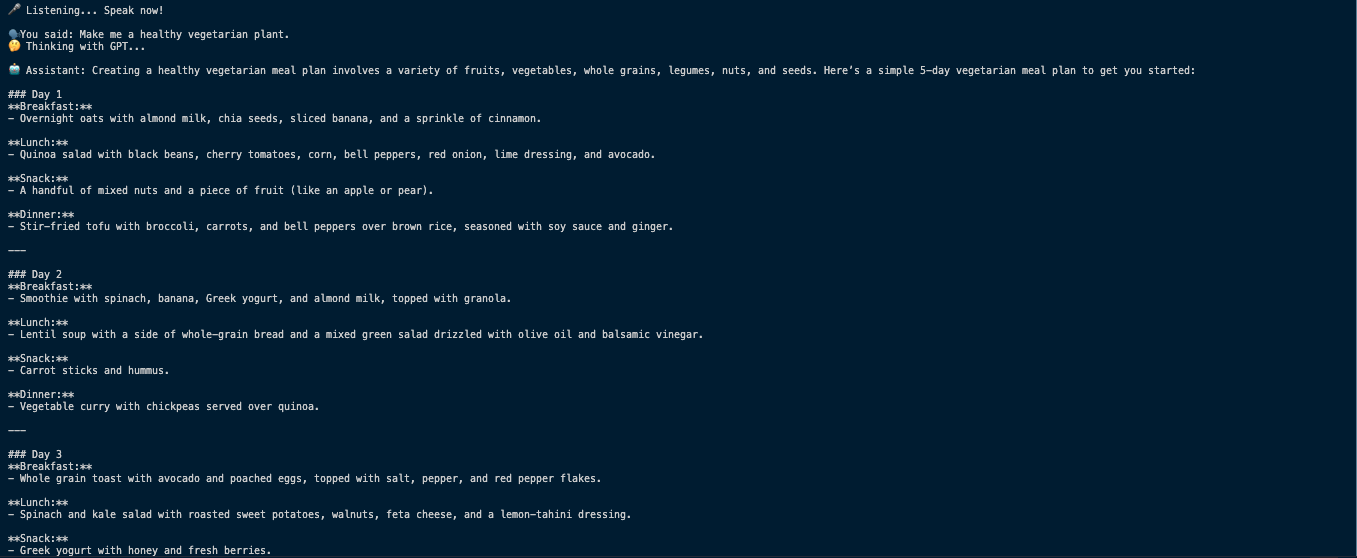 🎤 Listening... Speak now!
🗣️You said: Make me a healthy vegetarian plant.
🤔 Thinking with GPT...
🤖 Assistant: Creating a healthy vegetarian meal plan involves a variety of fruits, vegetables, whole grains, legumes, nuts, and seeds. Here's a simple 5-day vegetarian meal plan to get you started:
### Day 1
**Breakfast:**
- Overnight oats with almond milk, chia seeds, sliced banana, and a sprinkle of cinnamon.
**Lunch:**
- Quinoa salad with black beans, cherry tomatoes, corn, bell peppers, red onion, lime dressing, and avocado.
**Snack:**
- A handful of mixed nuts and a piece of fruit (like an apple or pear).
**Dinner:**
- Stir-fried tofu with broccoli, carrots, and bell peppers over brown rice, seasoned with soy sauce and ginger.
---
### Day 2
**Breakfast:**
- Smoothie with spinach, banana, Greek yogurt, and almond milk, topped with granola.
**Lunch:**
- Lentil soup with a side of whole-grain bread and a mixed green salad drizzled with olive oil and balsamic vinegar.
**Snack:**
- Carrot sticks and hummus.
**Dinner:**
- Vegetable curry with chickpeas served over quinoa.
---
### Day 3
**Breakfast:**
- Whole grain toast with avocado and poached eggs, topped with salt, pepper, and red pepper flakes.
**Lunch:**
- Spinach and kale salad with roasted sweet potatoes, walnuts, feta cheese, and a lemon-tahini dressing.
**Snack:**
- Greek yogurt with honey and fresh berries.